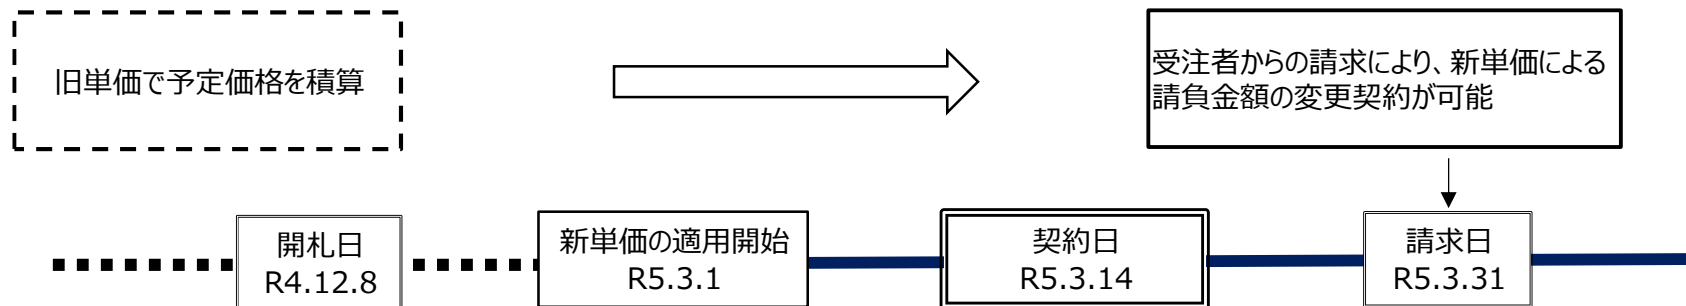 旧単価で予定価格を積算
受注者からの請求により、新単価による
請負金額の変更契約が可能
開札日
R4.12.8
新単価の適用開始
R5.3.1
契約日
R5.3.14
請求日
R5.3.31